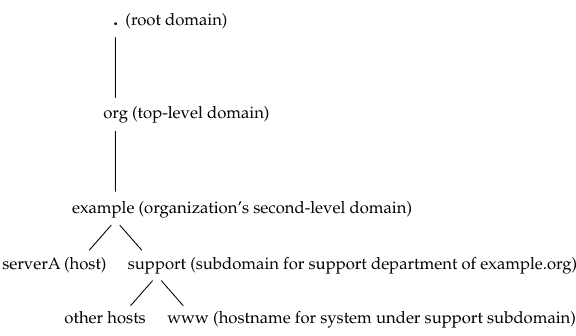 . (root domain)
org (top-level domain)
example (organization’s second-level domain)
serverA (host) support (subdomain for support department of example.org)
other hosts www (hostname for system under support subdomain)